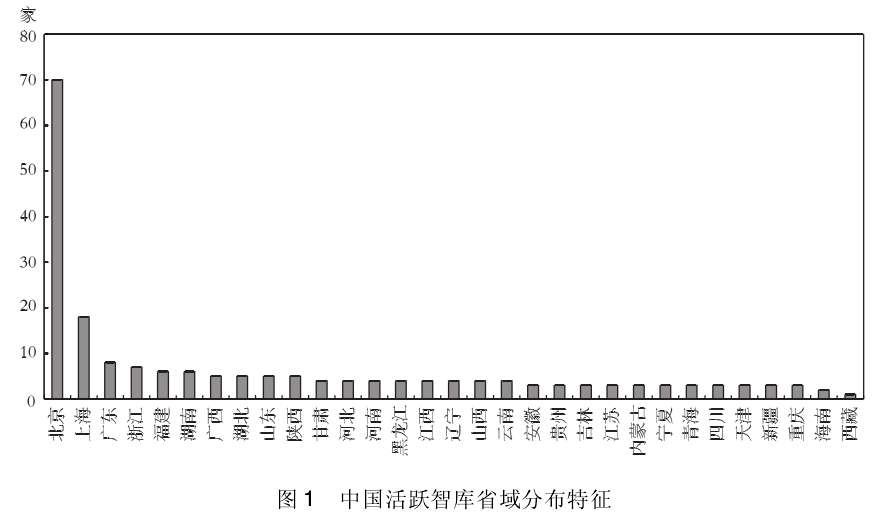 家
80
70
60
50
40
30
20
10
0
北京
上海
广东
浙江
福建
湖南
广西
湖北
山东
陕西
甘肃
河北
河南
黑龙江
江西
辽宁
山西
云南
安徽
贵州
吉林
江苏
内蒙古
宁夏
青海
四川
天津
新疆
重庆
海南
西藏
图1 中国活跃智库省域分布特征